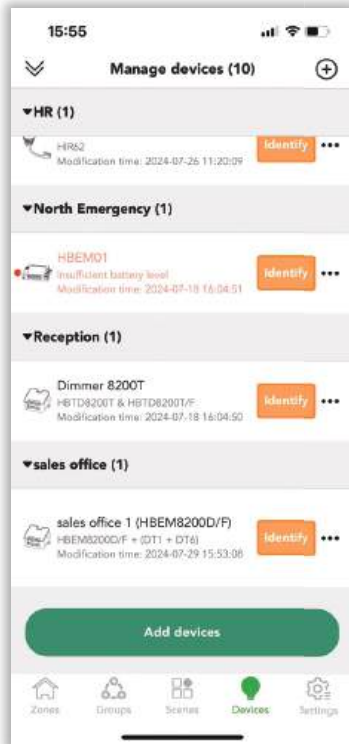 15:55
Manage devices (10)
HR (1)
HIR62
Identify
Modification time: 2024-07-26 11:20:09
North Emergency (1)
HBEM01
Insufficient battery level
Identify
Modification time: 2024-07-18 16:04:51
Reception (1)
Dimmer 8200T
HBTD8200T & HBTD8200T/F
Identify
Modification time: 2024-07-18 16:04:50
sales office (1)
sales office 1 (HBEM8200D/F)
HBEM8200D/F + (DT1 + DT6)
Identify
Modification time: 2024-07-29 15:53:08
Add devices
Zones Groups Scenes Devices Settings